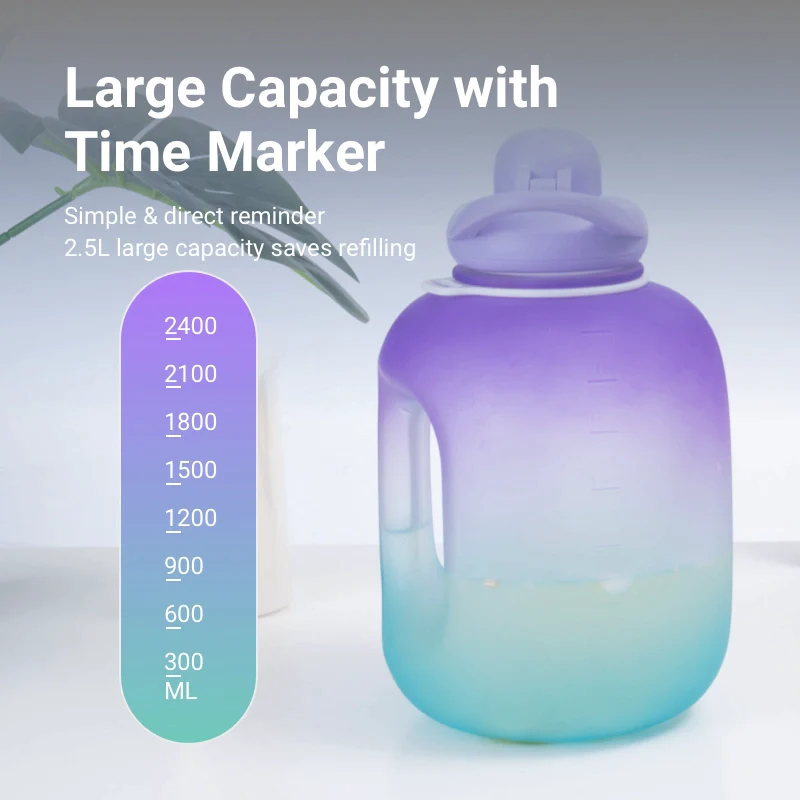 Large Capacity with
Time Marker
Simple & direct reminder
2.5L large capacity saves refilling
2400
2100
1800
1500
1200
900
600
300
ML